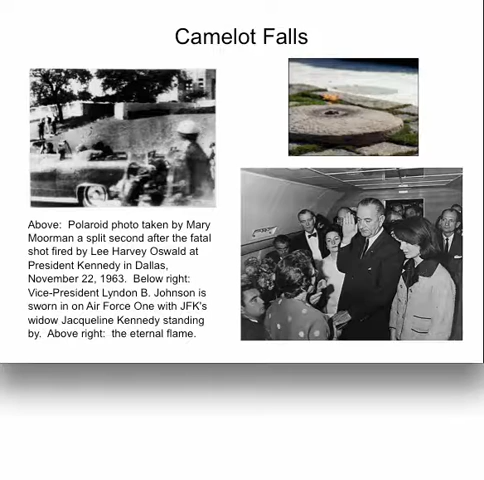 Camelot Falls
Above:  Polaroid photo taken by Mary
Moorman a split second after the fatal
shot fired by Lee Harvey Oswald at
President Kennedy in Dallas,
November 22, 1963.  Below right:
Vice-President Lyndon B. Johnson is
sworn in on Air Force One with JFK's
widow Jacqueline Kennedy standing
by.  Above right:  the eternal flame.